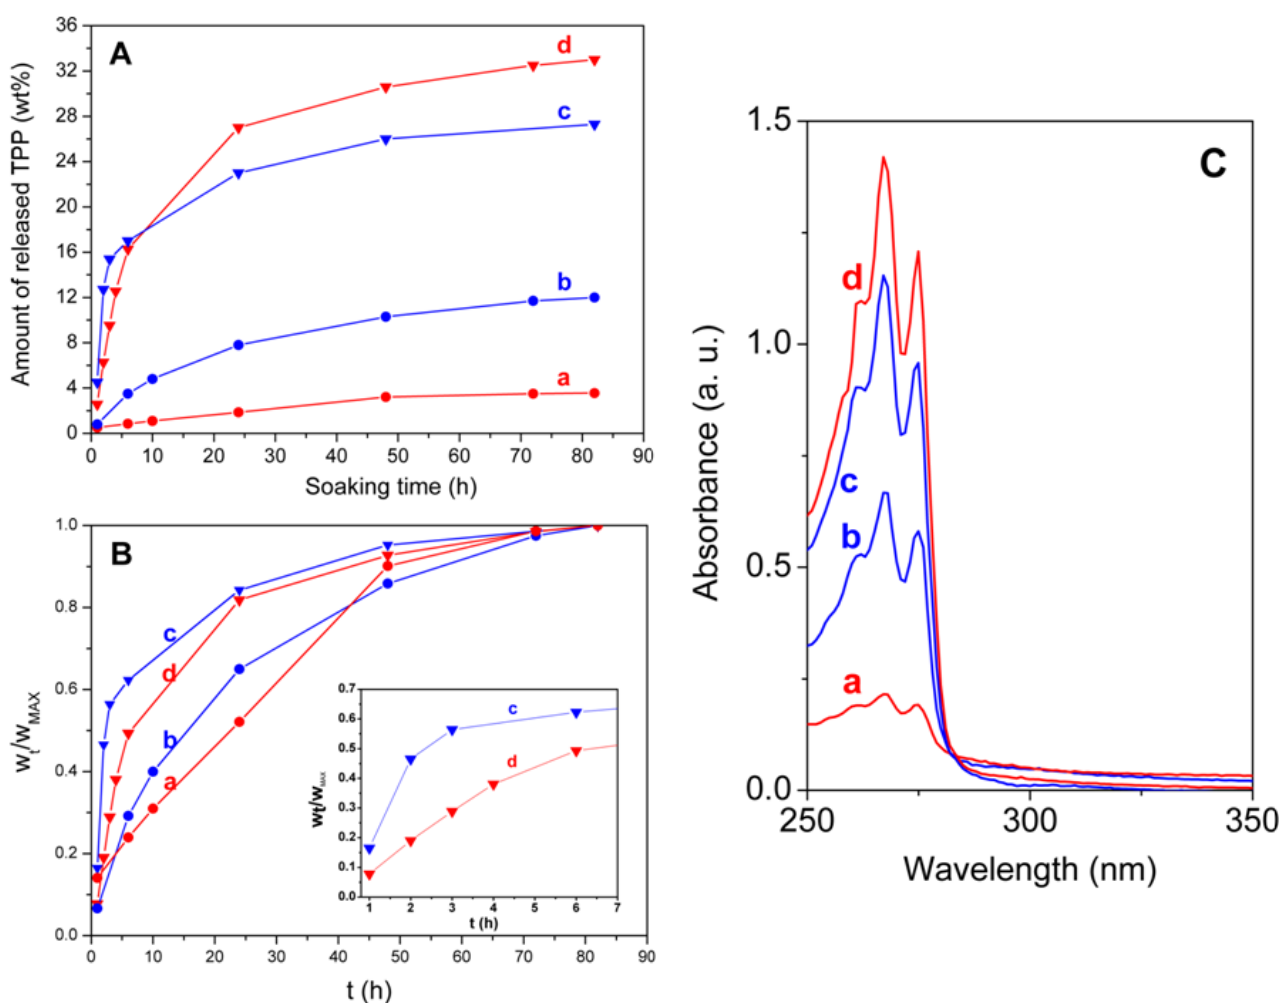 A
Amount of released TPP (wt%)
36
32
28
24
20
16
12
8
4
0
d
c
b
a
0 10 20 30 40 50 60 70 80 90
Soaking time (h)
B
w_t/w_MAX
1.0
0.8
0.6
0.4
0.2
0.0
c
d
b
a
wt/w_MAX
0.7
0.6
0.5
0.4
0.3
0.2
0.1
0.0
c
d
1 2 3 4 5 6 7
t (h)
0 10 20 30 40 50 60 70 80 90
t (h)
C
Absorbance (a. u.)
1.5
1.0
0.5
0.0
d
c
b
a
250 300 350
Wavelength (nm)